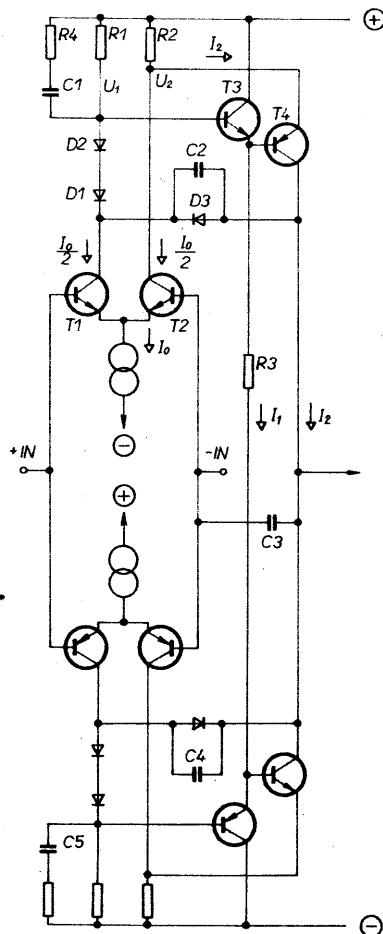 +
R4
R1
R2
I₂
T3
C1
U₁
U₂
T4
D2
C2
D1
D3
I₀/2
I₀/2
T1
T2
I₀
R3
−
I₁
I₂
+IN
−IN
+
C3
C4
C5
−